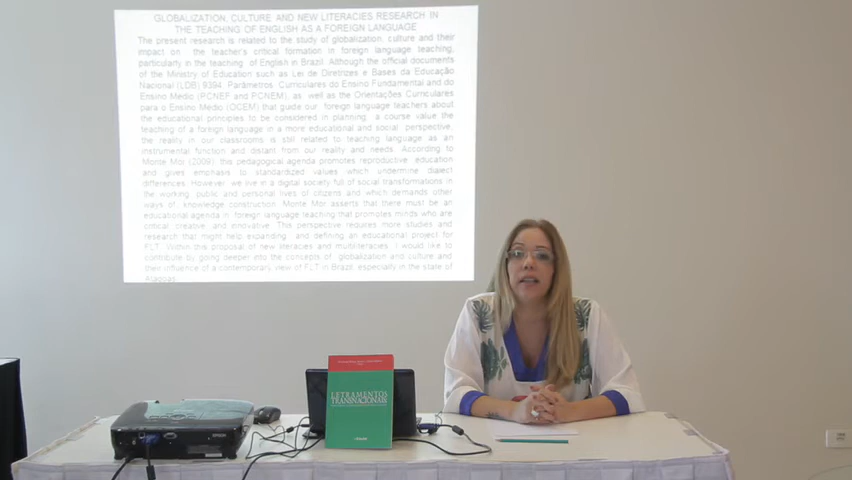 GLOBALIZATION, CULTURE AND NEW LITERACIES RESEARCH IN
THE TEACHING OF ENGLISH AS A FOREIGN LANGUAGE
The present research is related to the study of globalization, culture and their
impact on the teacher's critical formation in foreign language teaching,
particularly in the teaching of English in Brazil. Although the official documents
of the Ministry of Education such as Lei de Diretrizes e Bases da Educação
Nacional (LDB) 9394, Parâmetros Curriculares do Ensino Fundamental and do
Ensino Medio (PCNEF and PCNEM), as well as the Orientações Curriculares
para o Ensino Medio (OCEM) that guide our foreign language teachers about
the educational principles to be considered in planning a course value the
teaching of a foreign language in a more educational and social perspective,
the reality in our classrooms is still related to teaching language as an
instrumental function and distant from our reality and needs. According to
Monte Mor (2009), this pedagogical agenda promotes reproductive education
and gives emphasis to standardized values which undermine dialect
differences. However we live in a digital society full of social transformations in
the working, public and personal lives of citizens and which demands other
ways of knowledge construction. Monte Mor asserts that there must be an
educational agenda in foreign language teaching that promotes minds who are
critical, creative and innovative. This perspective requires more studies and
research that might help expanding and defining an educational project for
FLT. Within this proposal of new literacies and multiliteracies, I would like to
contribute by going deeper into the concepts of globalization and culture and
their influence of a contemporary view of FLT in Brazil, especially in the state of
Alagoas.
LETRAMENTOS
TRANSNACIONAIS